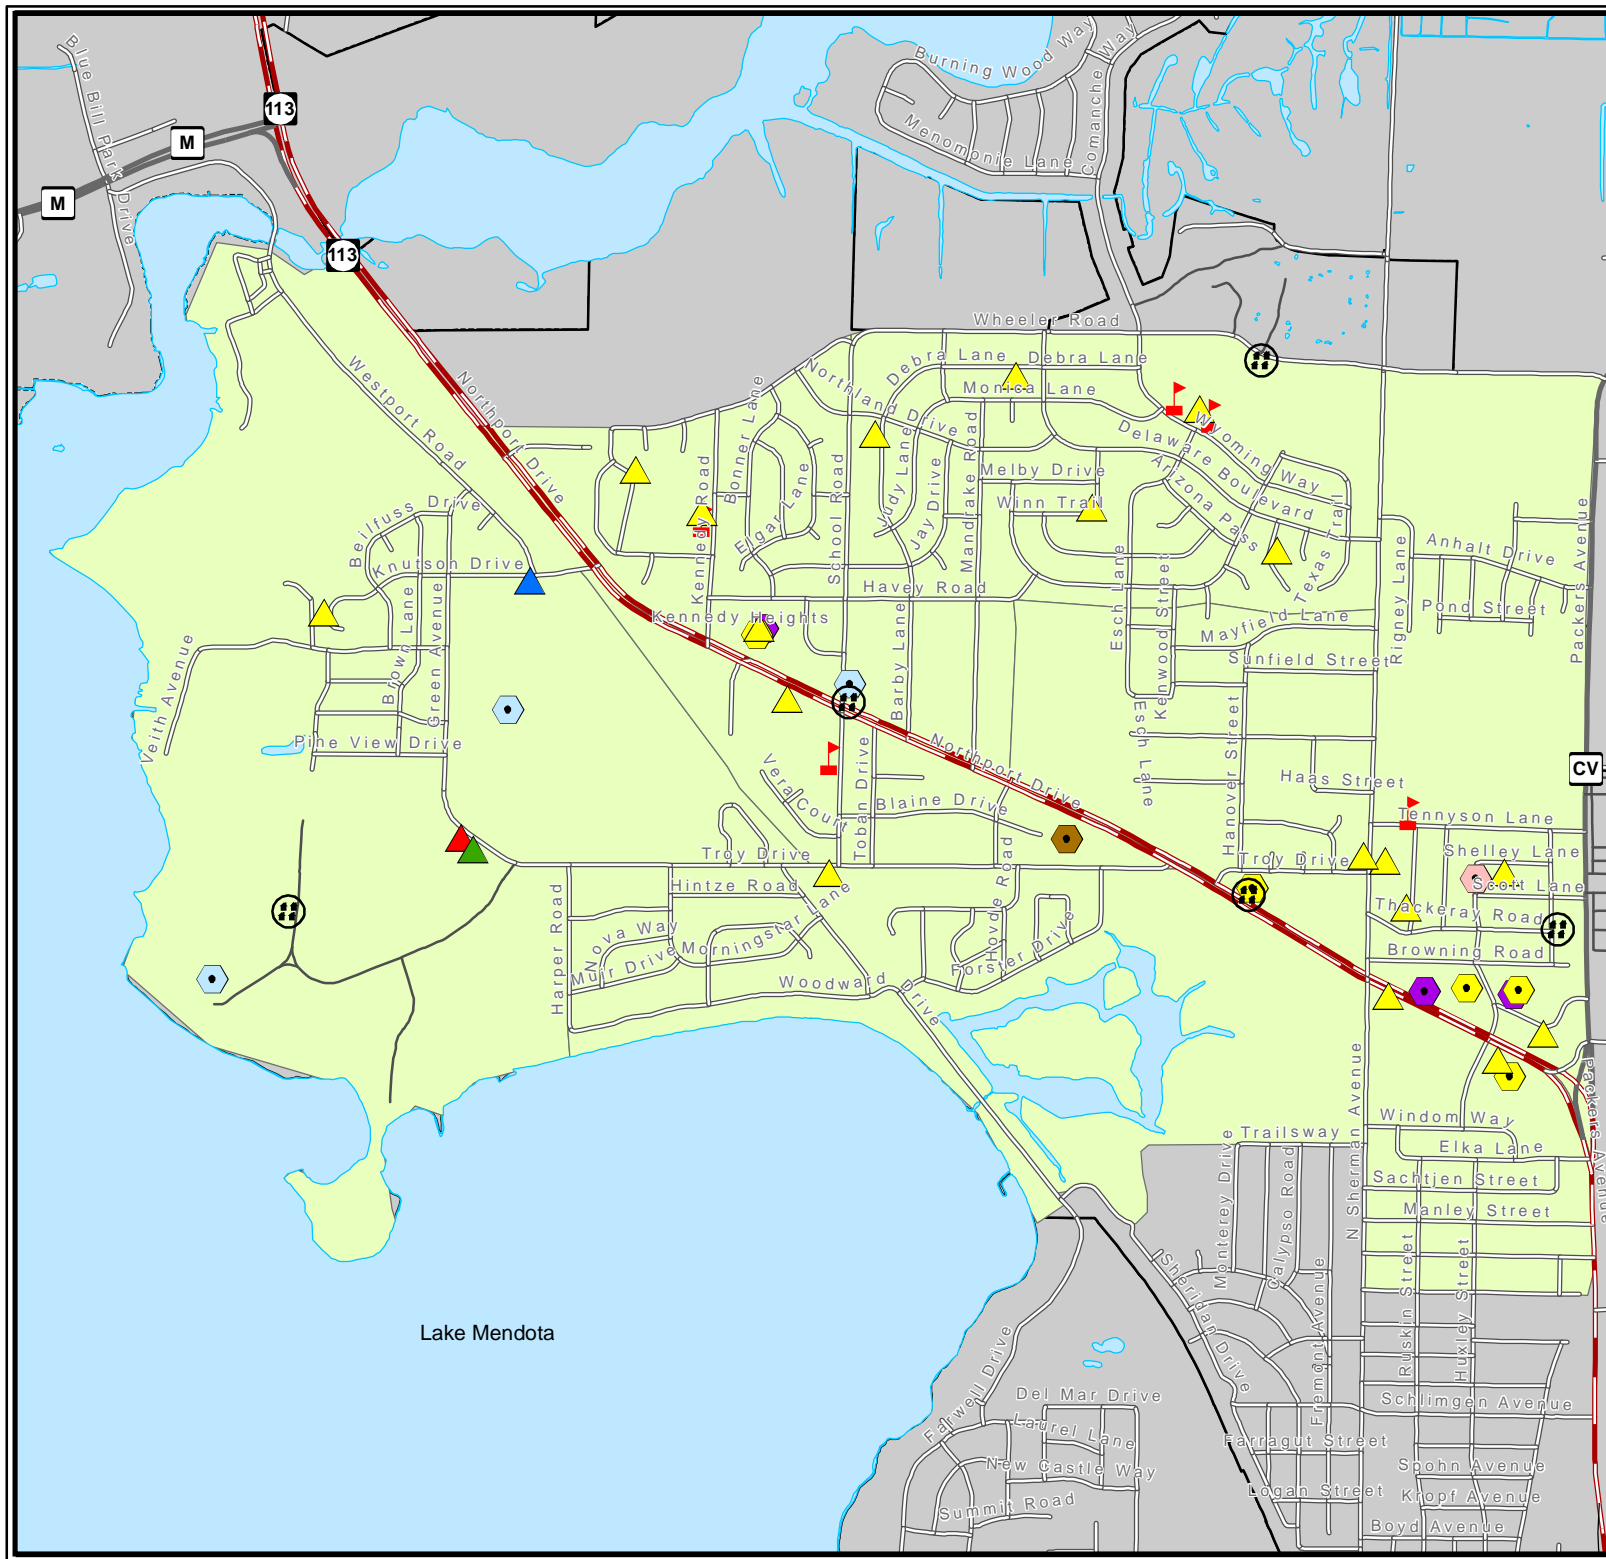 Blue Bill Park Drive
113
M
M
113
Burning Wood Way
Comanche Way
Menomonie Lane
Wheeler Road
Debra Lane
Debra Lane
Northland Drive
Monica Lane
Westport Road
Northport Drive
Bonner Lane
Kennedy Road
Elgar Lane
School Road
Judy Lane
Jay Drive
Mandrake Road
Melby Drive
Winn Trail
Delaware Boulevard
Wyoming Way
Arizona Pass
Texas Trail
Rigney Lane
Anhalt Drive
Pond Street
Packers Avenue
Beilfuss Drive
Knutson Drive
Brown Lane
Green Avenue
Veith Avenue
Pine View Drive
Havey Road
Kennedy Heights
Barby Lane
Esch Lane
Kenwood Street
Mayfield Lane
Sunfield Street
Esch Lane
Hanover Street
Haas Street
CV
Northport Drive
Vera Court
Toban Drive
Blaine Drive
Tennyson Lane
Troy Drive
Troy Drive
Shelley Lane
Scott Lane
Hintze Road
Thackeray Road
Browning Road
Harper Road
Nova Way
Muir Drive
Morningstar Lane
Hovde Road
Forster Drive
Woodward Drive
N Sherman Avenue
Packers Avenue
Windom Way
Trailsway
Elka Lane
Sachtjen Street
Manley Street
Monterey Drive
Calypso Road
Fremont Avenue
Ruskin Street
Huxley Street
Sheridan Drive
Lake Mendota
Farwell Drive
Del Mar Drive
Laurel Lane
New Castle Way
Summit Road
Schlimgen Avenue
Farragut Street
Spohn Avenue
Logan Street
Kropf Avenue
Boyd Avenue